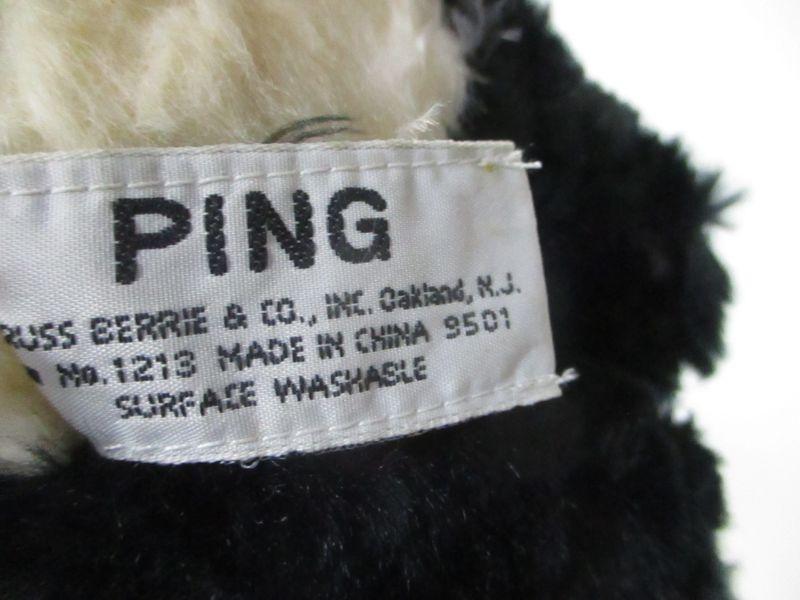 PING
RUSS BERRIE & CO., INC. Oakland, N.J.
No.1213 MADE IN CHINA 9501
SURFACE WASHABLE